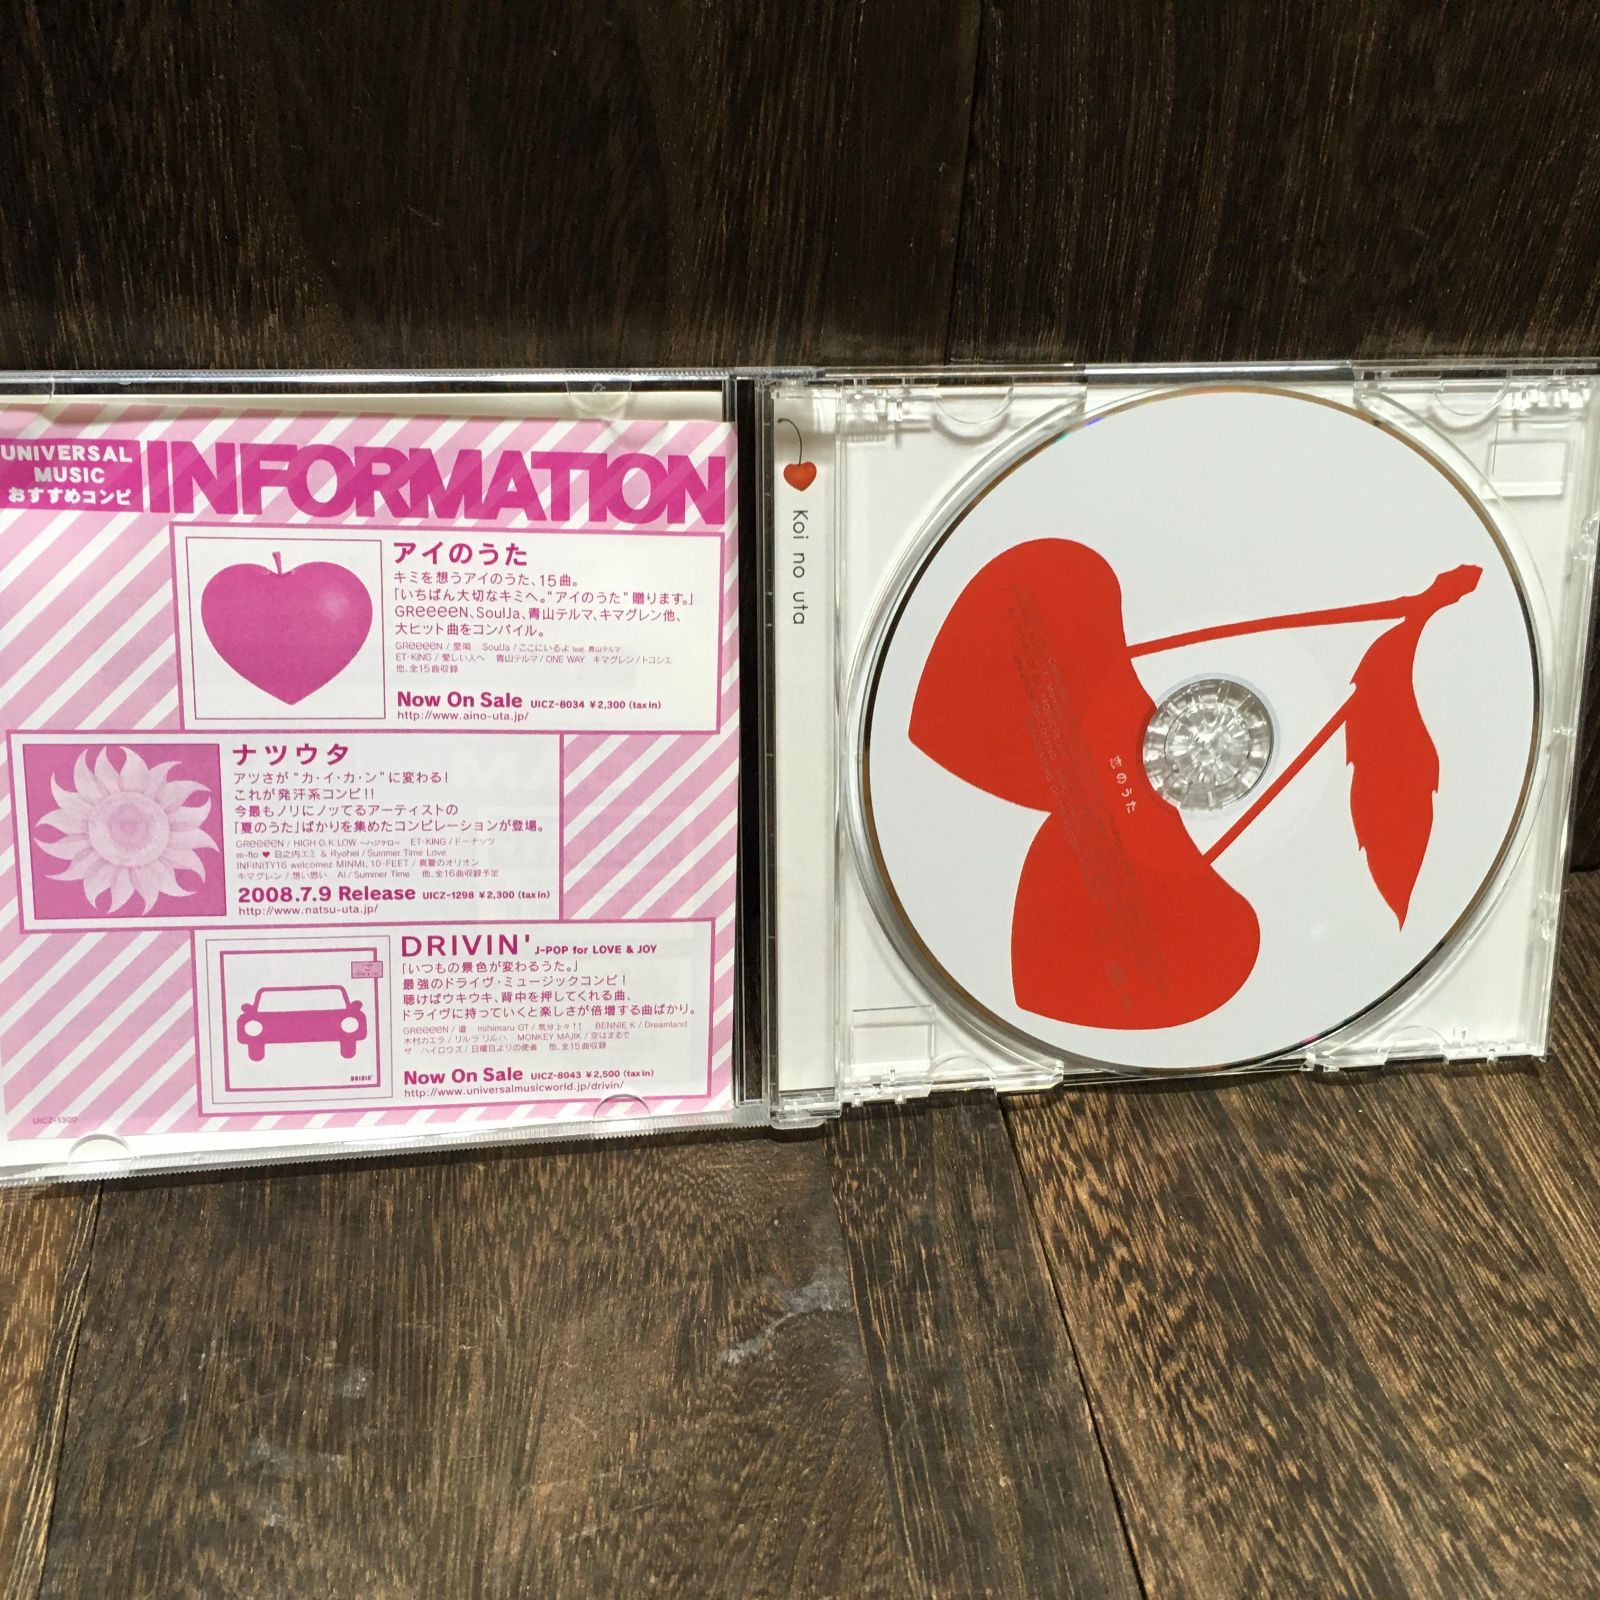 UNIVERSAL
MUSIC
おすすめコンピ
INFORMATION
アイのうた
キミを想うアイのうた、15曲。
「いちばん大切なキミへ。"アイのうた"贈ります。」
GReeeeN、SoulJa、青山テルマ、キマグレン他、
大ヒット曲をコンパイル。
GReeeeN / 愛唄　SoulJa / ここにいるよ feat. 青山テルマ
ET-KING / 愛しい人へ　青山テルマ / ONE WAY　キマグレン / トコシエ
他、全15曲収録
Now On Sale UICZ-8034 ¥2,300 (tax in)
http://www.aino-uta.jp/
ナツウタ
アツさが"カ・イ・カ・ン"に変わる!
これが発汗系コンピ!!
今最もノリにノッてるアーティストの
「夏のうた」ばかりを集めたコンピレーションが登場。
GReeeeN / HIGH G.K LOW ～ハジケロ～　ET-KING / ドーナッツ
m-flo ♥ 日之内エミ & Ryohei / Summer Time Love
INFINITY16 welcomez MINMI, 10-FEET / 真夏のオリオン
キマグレン / 想い思い　AI / Summer Time　他、全16曲収録予定
2008.7.9 Release UICZ-1298 ¥2,300 (tax in)
http://www.natsu-uta.jp/
DRIVIN' J-POP for LOVE & JOY
「いつもの景色が変わるうた。」
最強のドライヴ・ミュージックコンピ!
聴けばウキウキ、背中を押してくれる曲、
ドライヴに持っていくと楽しさが倍増する曲ばかり。
GReeeeN / 道　mihimaru GT / 気分上々↑↑　BENNIE K / Dreamland
木村カエラ / リルラ リルハ　MONKEY MAJIK / 空はまるで
ザ・ハイロウズ / 日曜日よりの使者　他、全15曲収録
DRIVIN'
Now On Sale UICZ-8043 ¥2,500 (tax in)
http://www.universalmusicworld.jp/drivin/
UICZ-1300
Koi no uta
恋のうた